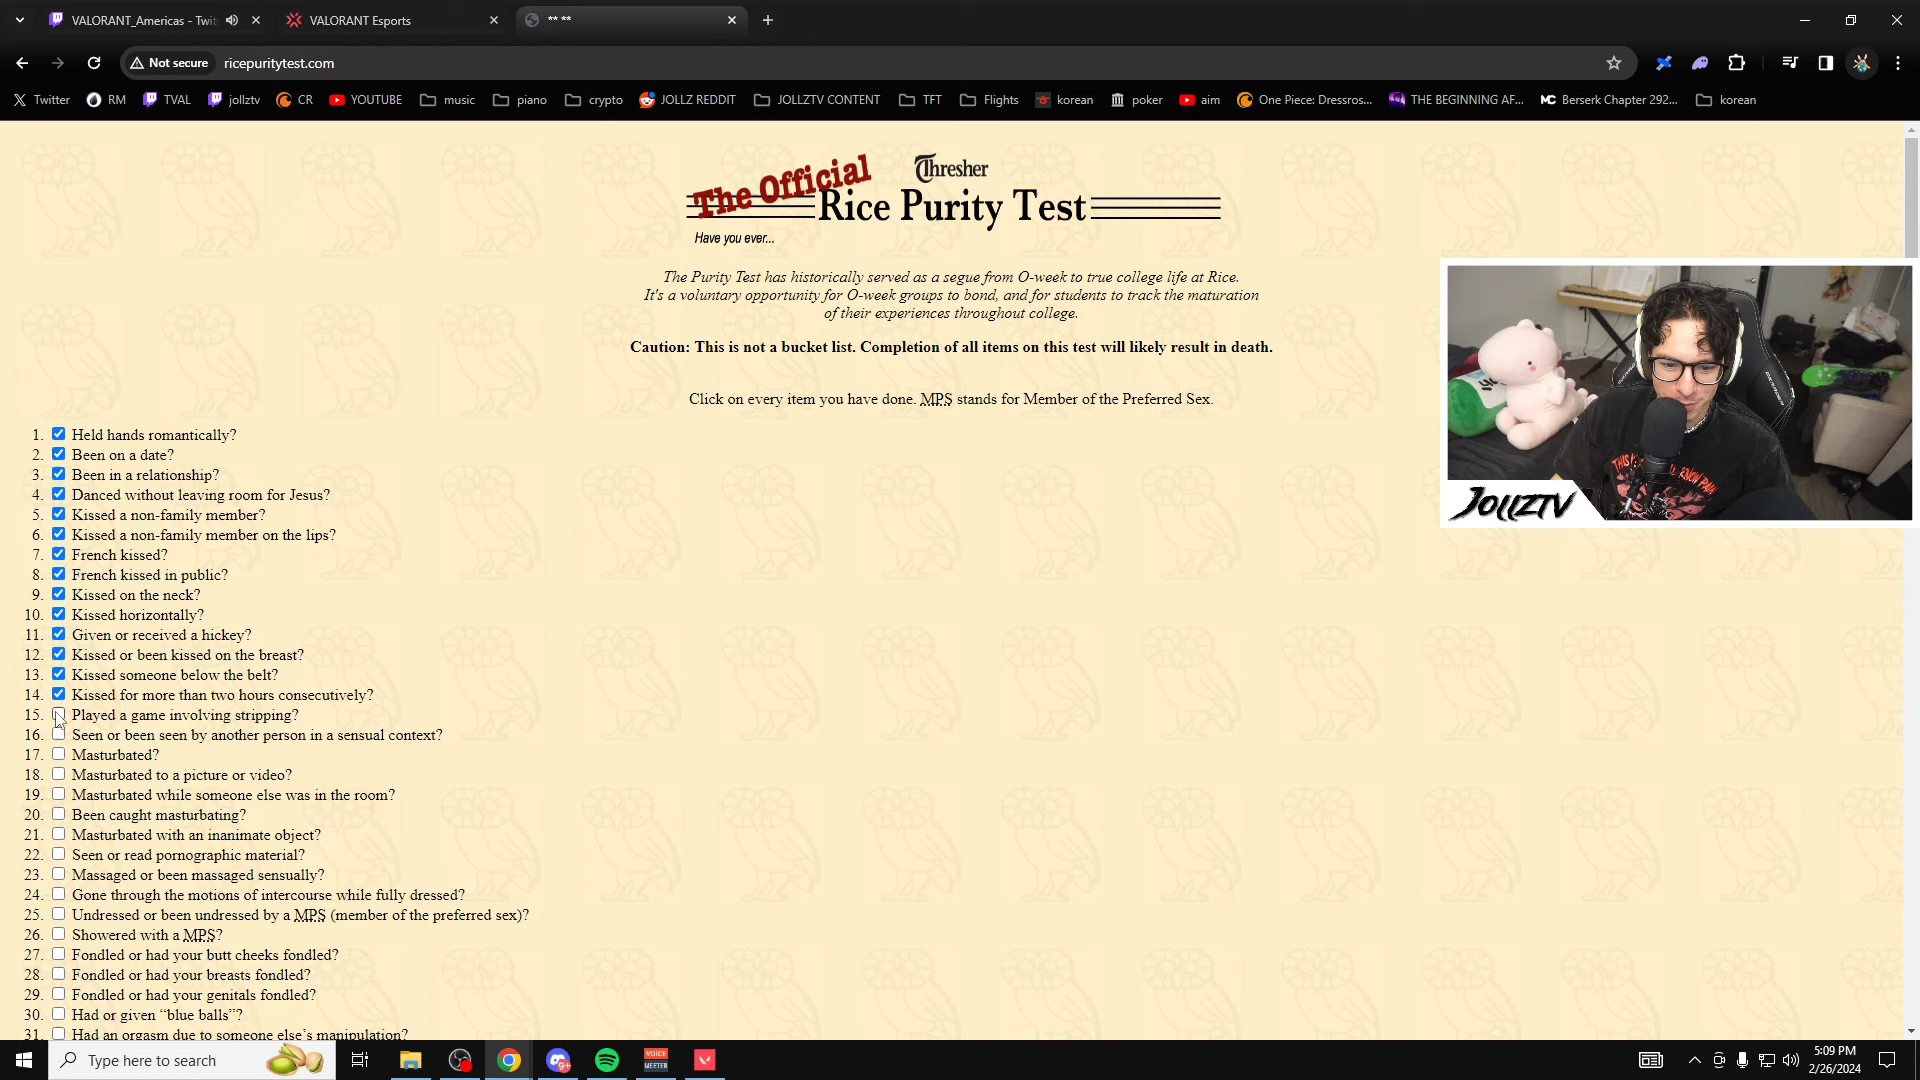 VALORANT_Americas - Twit
VALORANT Esports
** **
Not secure
ricepuritytest.com
Twitter
RM
TVAL
jollztv
CR
YOUTUBE
music
piano
crypto
JOLLZ REDDIT
JOLLZTV CONTENT
TFT
Flights
korean
poker
aim
One Piece: Dressros...
THE BEGINNING AF...
MC Berserk Chapter 292...
korean
The Official
Thresher
Rice Purity Test
Have you ever...
The Purity Test has historically served as a segue from O-week to true college life at Rice.
It's a voluntary opportunity for O-week groups to bond, and for students to track the maturation
of their experiences throughout college.
Caution: This is not a bucket list. Completion of all items on this test will likely result in death.
Click on every item you have done. MPS stands for Member of the Preferred Sex.
1. Held hands romantically?
2. Been on a date?
3. Been in a relationship?
4. Danced without leaving room for Jesus?
5. Kissed a non-family member?
6. Kissed a non-family member on the lips?
7. French kissed?
8. French kissed in public?
9. Kissed on the neck?
10. Kissed horizontally?
11. Given or received a hickey?
12. Kissed or been kissed on the breast?
13. Kissed someone below the belt?
14. Kissed for more than two hours consecutively?
15. Played a game involving stripping?
16. Seen or been seen by another person in a sensual context?
17. Masturbated?
18. Masturbated to a picture or video?
19. Masturbated while someone else was in the room?
20. Been caught masturbating?
21. Masturbated with an inanimate object?
22. Seen or read pornographic material?
23. Massaged or been massaged sensually?
24. Gone through the motions of intercourse while fully dressed?
25. Undressed or been undressed by a MPS (member of the preferred sex)?
26. Showered with a MPS?
27. Fondled or had your butt cheeks fondled?
28. Fondled or had your breasts fondled?
29. Fondled or had your genitals fondled?
30. Had or given “blue balls”?
31. Had an orgasm due to someone else’s manipulation?
JOLLZTV
Type here to search
9+
VOICE
MEETER
5:09 PM
2/26/2024